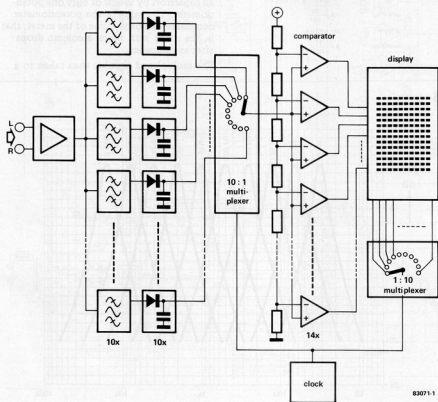 L
R
10x
10x
10 : 1
multi-
plexer
+
comparator
−
+
−
+
−
+
−
+
−
+
14x
display
1 : 10
multiplexer
clock
83071-1